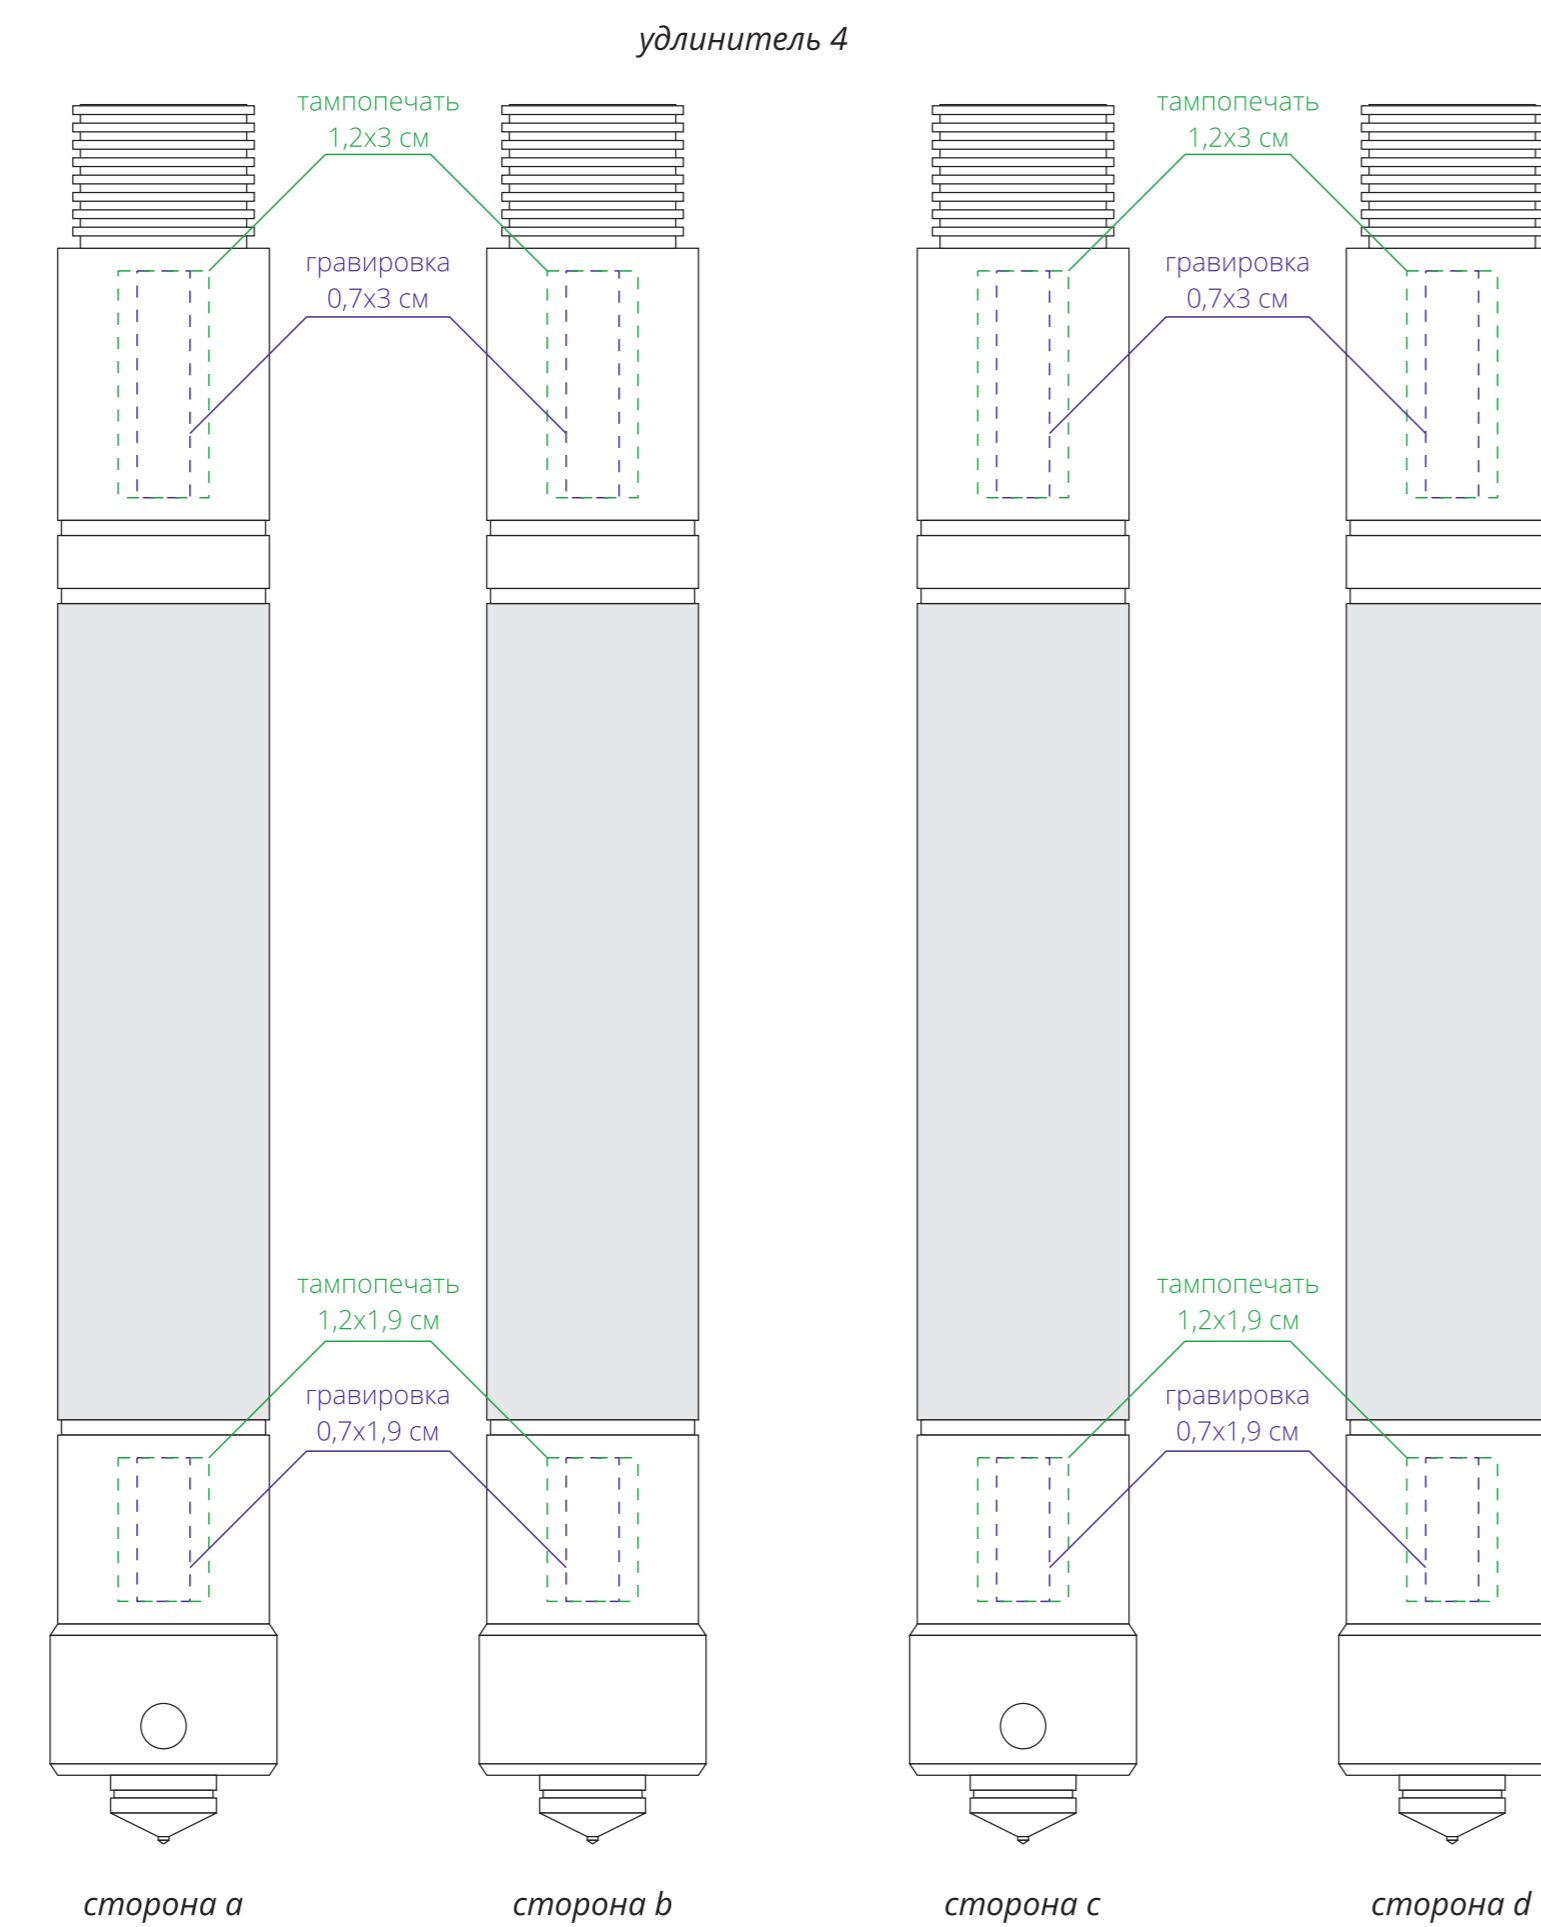 удлинитель 4
тампопечать
1,2x3 см
тампопечать
1,2x3 см
гравировка
0,7x3 см
гравировка
0,7x3 см
тампопечать
1,2x1,9 см
тампопечать
1,2x1,9 см
гравировка
0,7x1,9 см
гравировка
0,7x1,9 см
сторона a
сторона b
сторона c
сторона d